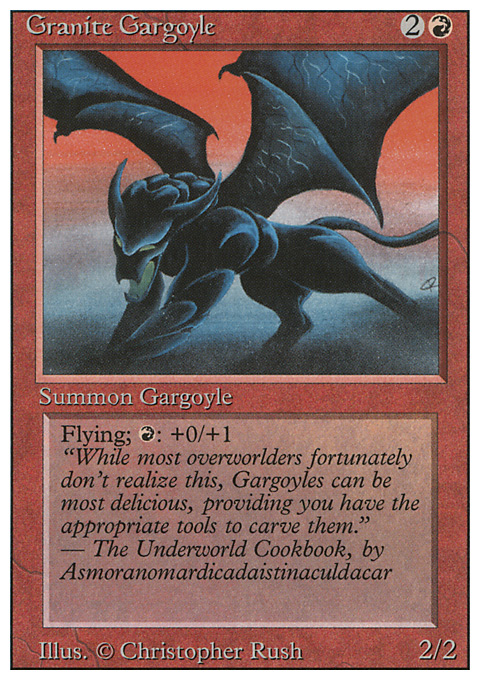 Granite Gargoyle 2
Summon Gargoyle
Flying; : +0/+1
“While most overworlders fortunately
don't realize this, Gargoyles can be
most delicious, providing you have the
appropriate tools to carve them.”
— The Underworld Cookbook, by
Asmoranomardicadaistinaculdacar
Illus. © Christopher Rush 2/2